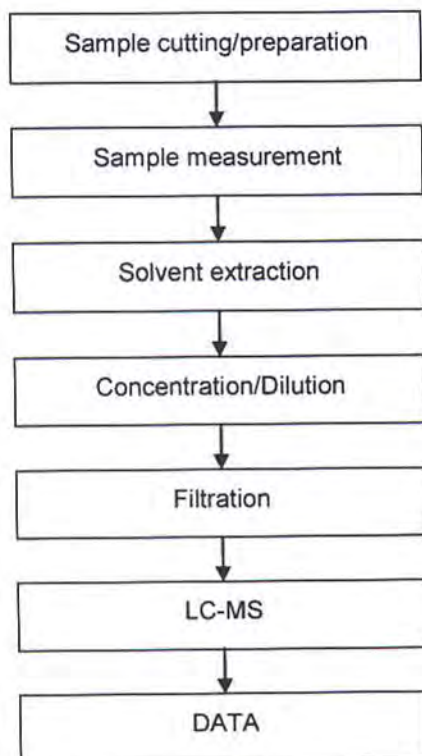 Sample cutting/preparation
Sample measurement
Solvent extraction
Concentration/Dilution
Filtration
LC-MS
DATA